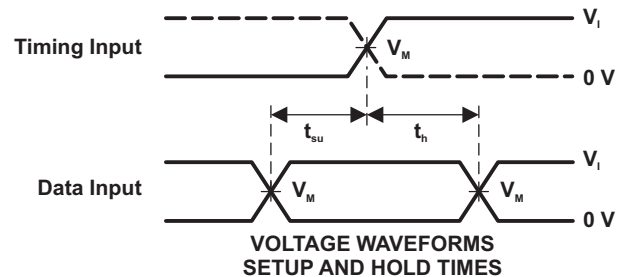 Timing Input
V_I
V_M
0 V
t_su
t_h
Data Input
V_I
V_M
V_M
0 V
VOLTAGE WAVEFORMS
SETUP AND HOLD TIMES